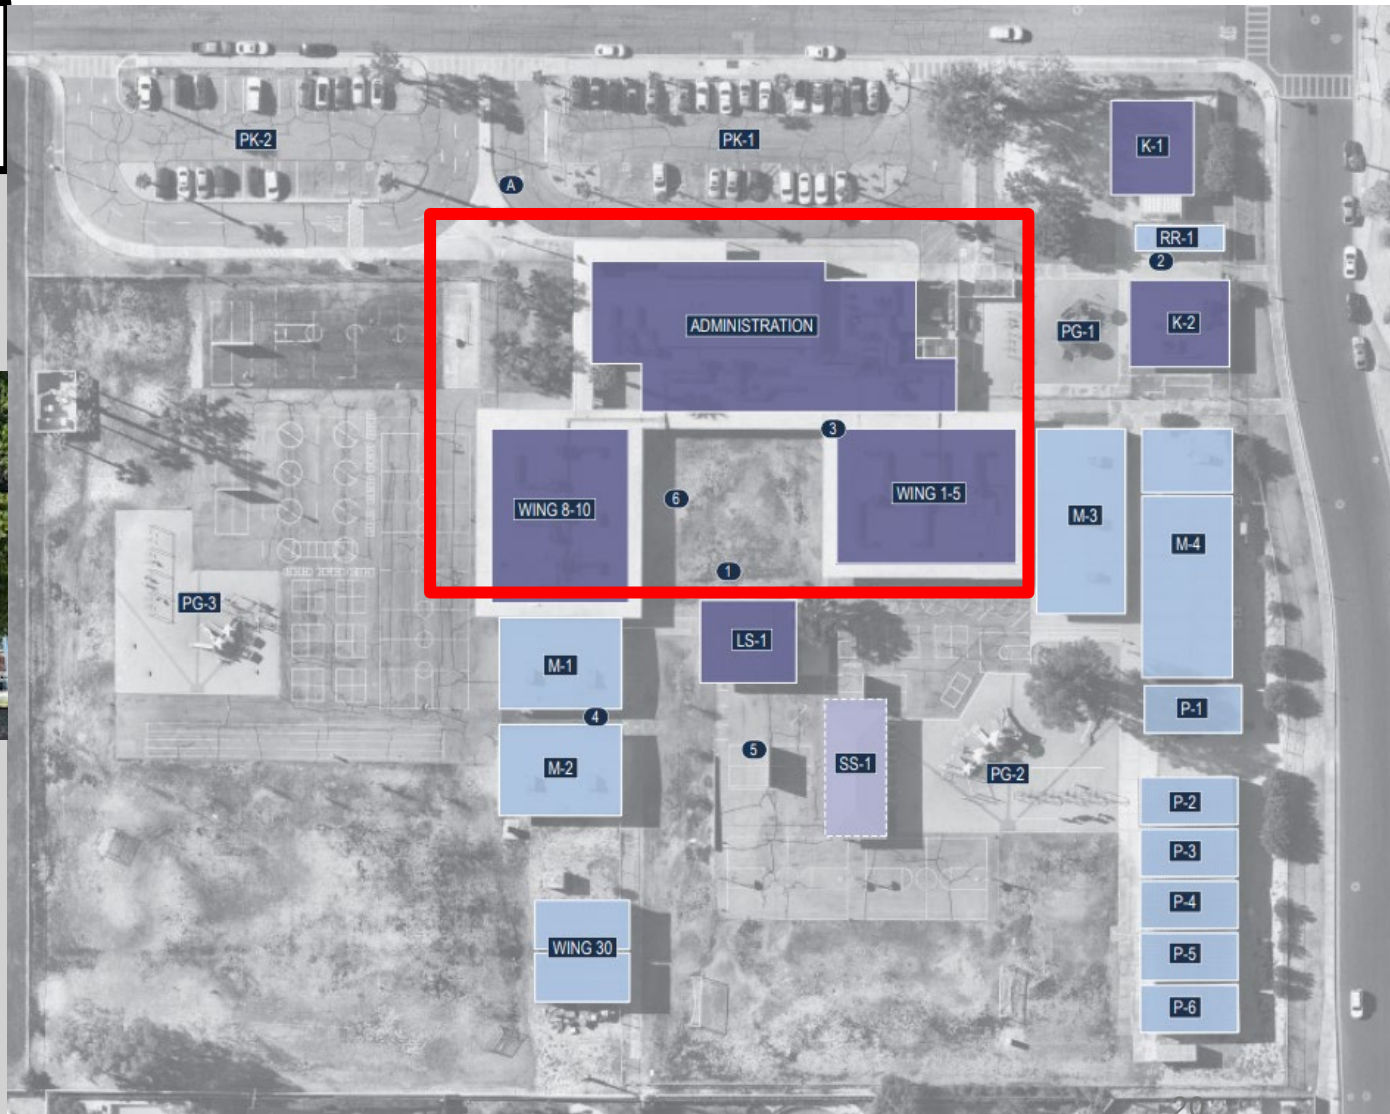 PK-2
PK-1
K-1
A
RR-1
2
ADMINISTRATION
PG-1
K-2
3
WING 8-10
6
WING 1-5
M-3
M-4
1
PG-3
LS-1
M-1
P-1
4
5
M-2
SS-1
PG-2
P-2
P-3
P-4
WING 30
P-5
P-6